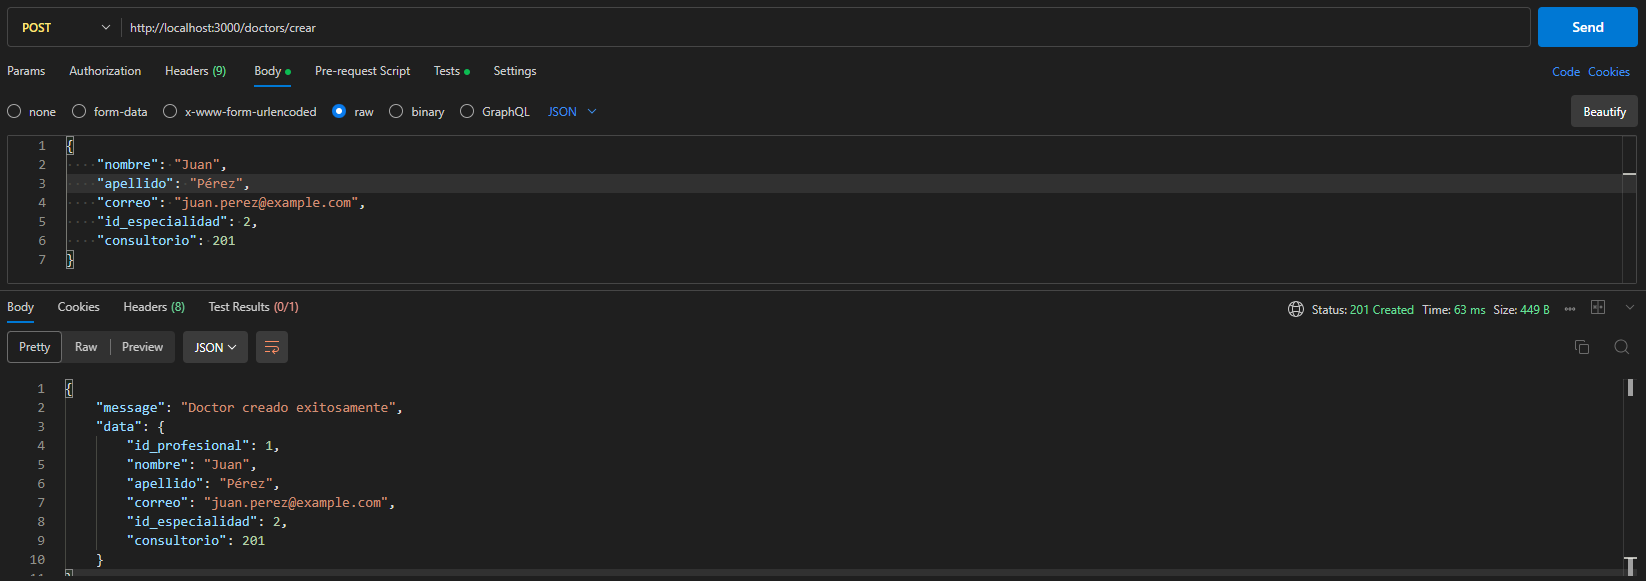 POST http://localhost:3000/doctors/crear Send
Params Authorization Headers (9) Body Pre-request Script Tests Settings Code Cookies
none form-data x-www-form-urlencoded raw binary GraphQL JSON Beautify
1 {
2 "nombre": "Juan",
3 "apellido": "Pérez",
4 "correo": "juan.perez@example.com",
5 "id_especialidad": 2,
6 "consultorio": 201
7 }
Body Cookies Headers (8) Test Results (0/1) Status: 201 Created Time: 63 ms Size: 449 B
Pretty Raw Preview JSON
1 {
2 "message": "Doctor creado exitosamente",
3 "data": {
4 "id_profesional": 1,
5 "nombre": "Juan",
6 "apellido": "Pérez",
7 "correo": "juan.perez@example.com",
8 "id_especialidad": 2,
9 "consultorio": 201
10 }
11 }